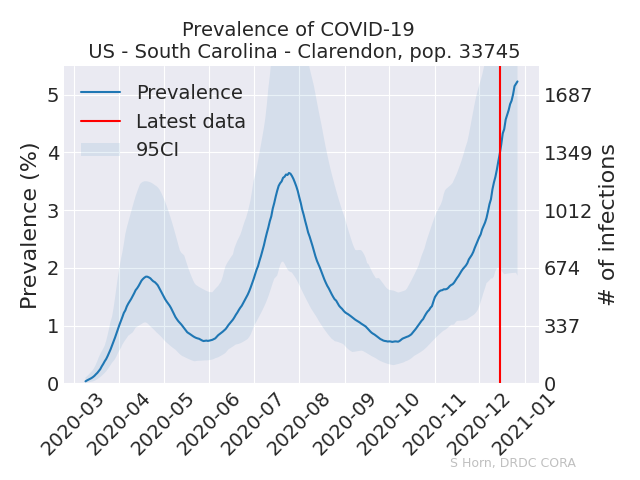 Prevalence of COVID-19
US - South Carolina - Clarendon, pop. 33745
Prevalence
Latest data
95CI
Prevalence (%)
5
4
3
2
1
0
1687
1349
1012
674
337
0
# of infections
2020-03
2020-04
2020-05
2020-06
2020-07
2020-08
2020-09
2020-10
2020-11
2020-12
2021-01
S Horn, DRDC CORA